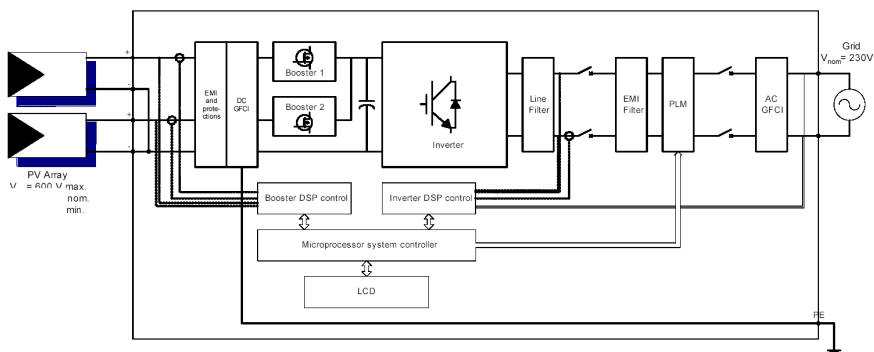 Grid
Vnom= 230V
+
-
+
-
EMI
and
prote-
ctions
DC
GFCI
Booster 1
Booster 2
Inverter
Line
Filter
EMI
Filter
PLM
AC
GFCI
PV Array
= 600 V max.
nom.
min.
Booster DSP control
Inverter DSP control
Microprocessor system controller
LCD
PE